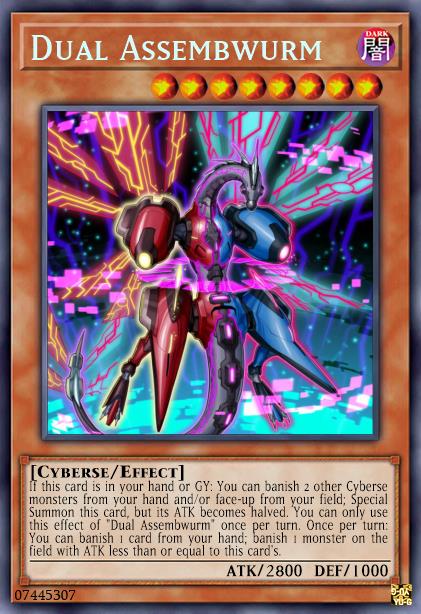 DUAL ASSEMBWURM
DARK
闇
[CYBERSE/EFFECT]
If this card is in your hand or GY: You can banish 2 other Cyberse
monsters from your hand and/or face-up from your field; Special
Summon this card, but its ATK becomes halved. You can only use
this effect of "Dual Assembwurm" once per turn. Once per turn:
You can banish 1 card from your hand; banish 1 monster on the
field with ATK less than or equal to this card's.
ATK/2800 DEF/1000
07445307